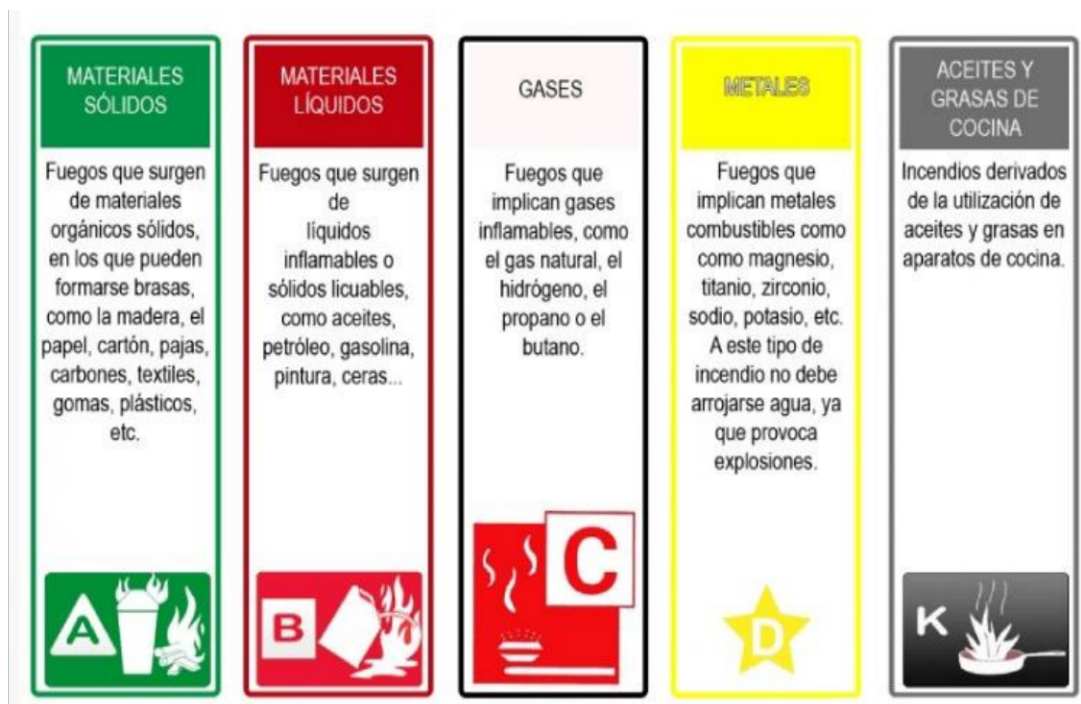 MATERIALES
SÓLIDOS
Fuegos que surgen
de materiales
orgánicos sólidos,
en los que pueden
formarse brasas,
como la madera, el
papel, cartón, pajas,
carbones, textiles,
gomas, plásticos,
etc.
A
MATERIALES
LÍQUIDOS
Fuegos que surgen
de
líquidos
inflamables o
sólidos licuables,
como aceites,
petróleo, gasolina,
pintura, ceras...
B
GASES
Fuegos que
implican gases
inflamables, como
el gas natural, el
hidrógeno, el
propano o el
butano.
C
METALES
Fuegos que
implican metales
combustibles como
como magnesio,
titanio, zirconio,
sodio, potasio, etc.
A este tipo de
incendio no debe
arrojarse agua, ya
que provoca
explosiones.
D
ACEITES Y
GRASAS DE
COCINA
Incendios derivados
de la utilización de
aceites y grasas en
aparatos de cocina.
K